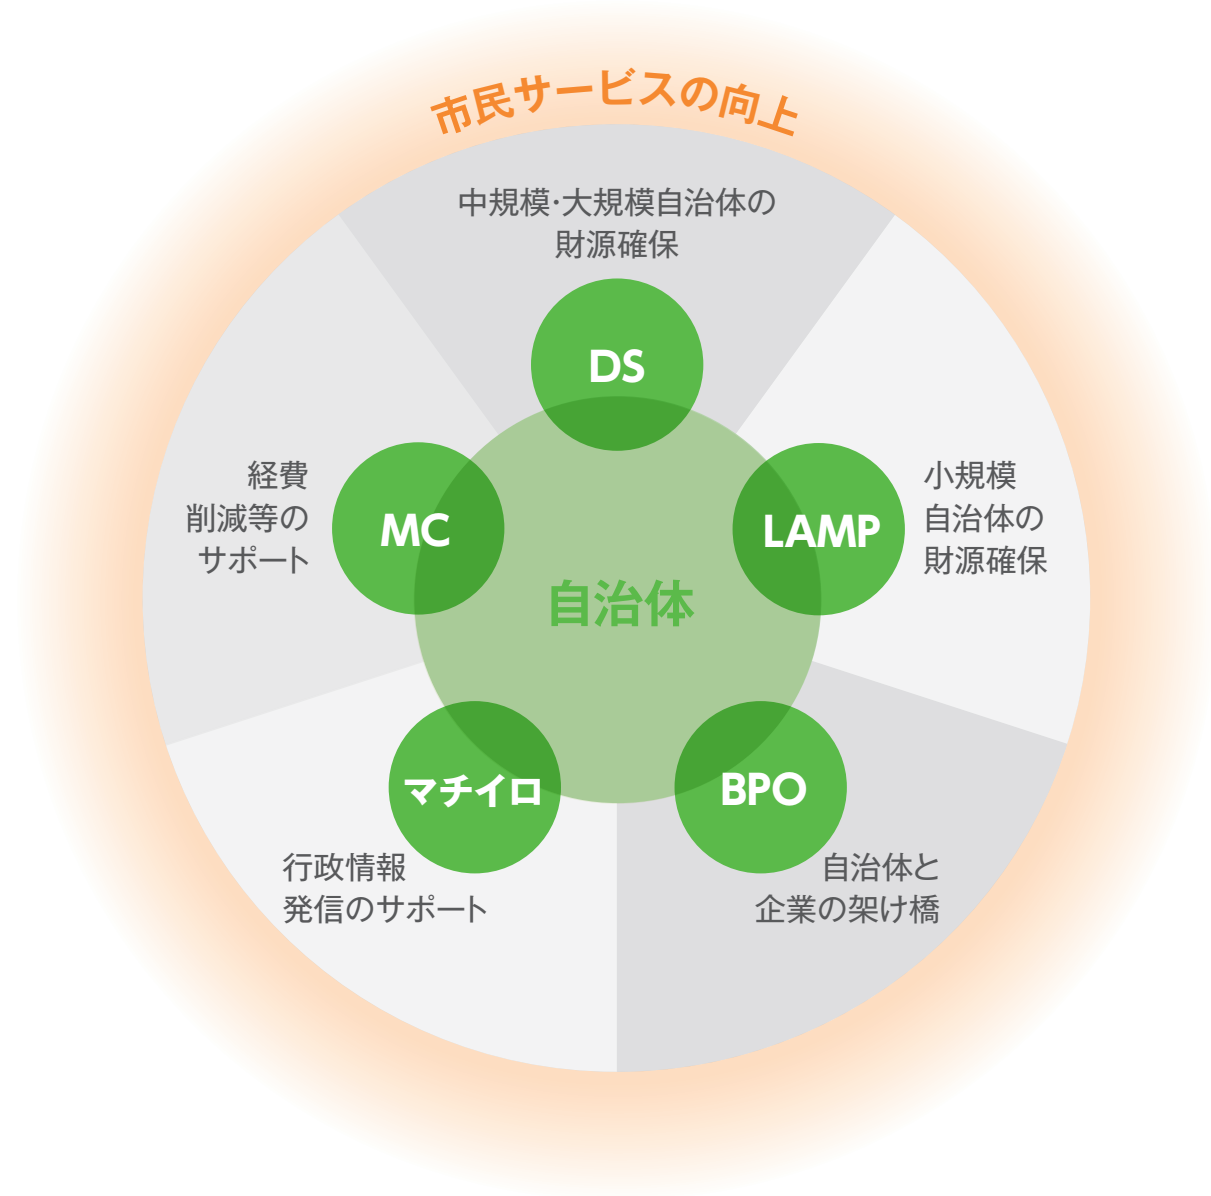 市民サービスの向上
中規模・大規模自治体の
財源確保
DS
経費
削減等の
サポート
MC
LAMP
小規模
自治体の
財源確保
自治体
マチイロ
行政情報
発信のサポート
BPO
自治体と
企業の架け橋